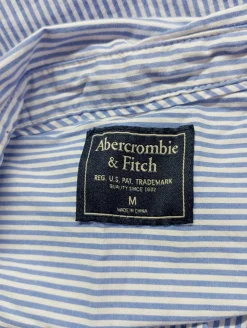 Abercrombie
& Fitch
REG. U.S. PAT. TRADEMARK
QUALITY SINCE 1892
M
MADE IN CHINA